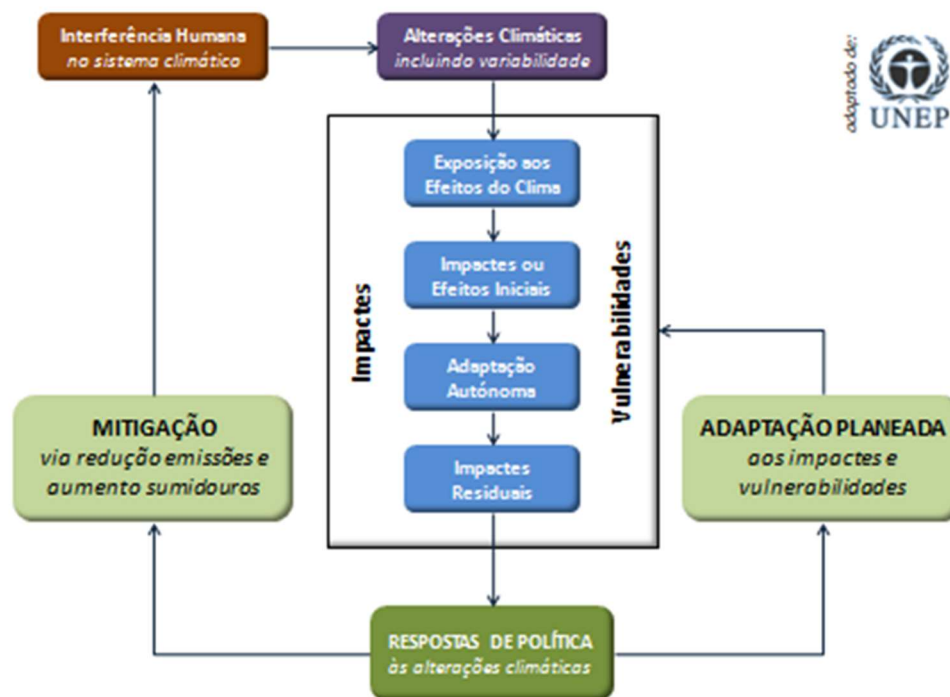 Interferência Humana
no sistema climático
Alterações Climáticas
incluindo variabilidade
adaptado de:
UNEP
Exposição aos
Efeitos do Clima
Impactes ou
Efeitos Iniciais
Impactes
Vulnerabilidades
Adaptação
Autónoma
Impactes
Residuais
MITIGAÇÃO
via redução emissões e
aumento sumidouros
ADAPTAÇÃO PLANEADA
aos impactes e
vulnerabilidades
RESPOSTAS DE POLÍTICA
às alterações climáticas